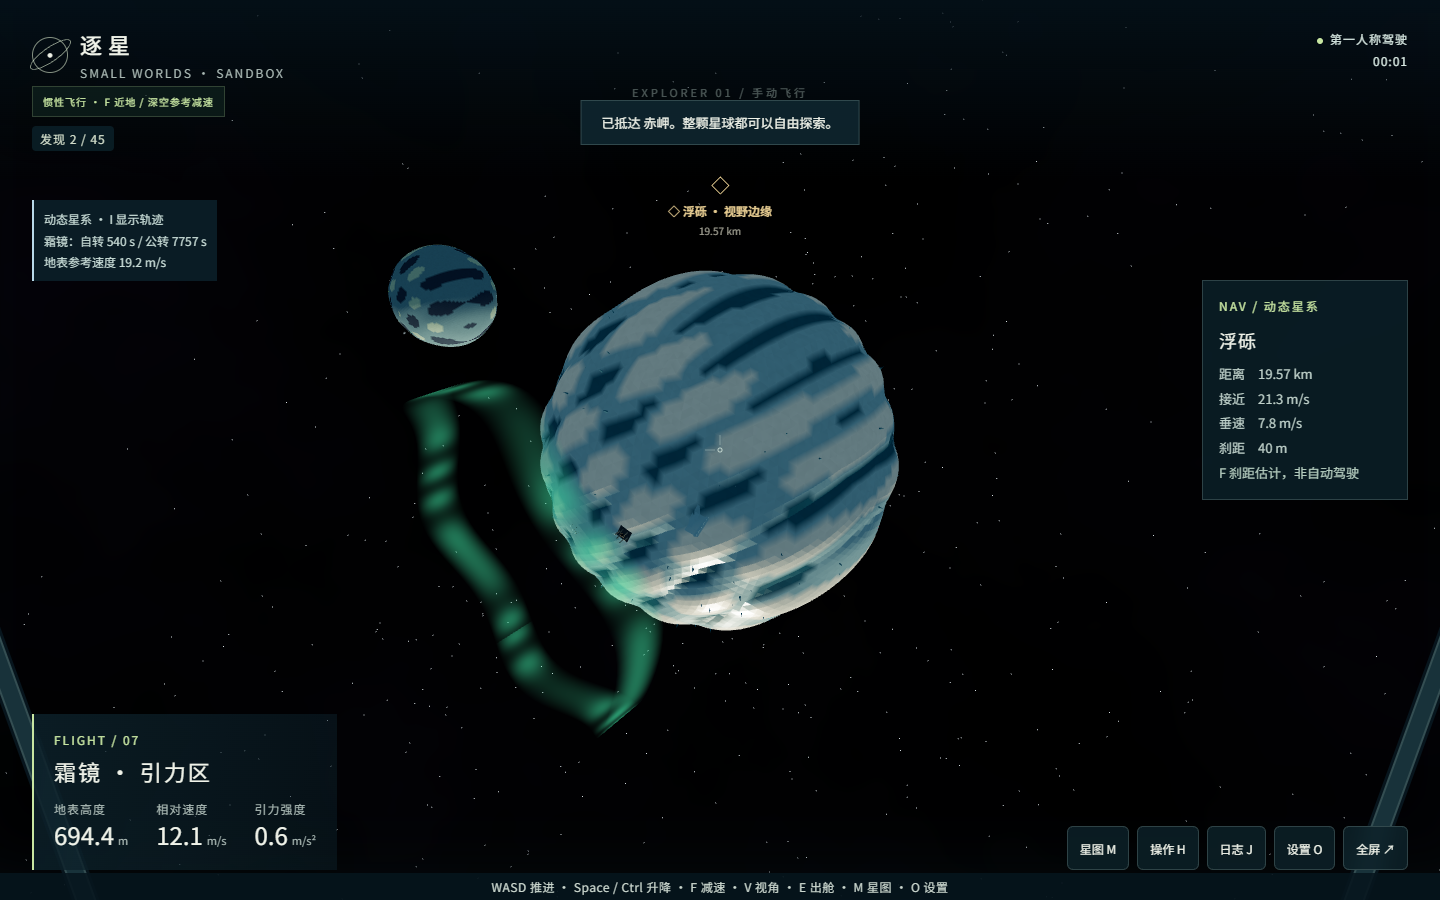 逐星
SMALL WORLDS • SANDBOX
惯性飞行 • F 近地 / 深空参考减速
发现 2 / 45
第一人称驾驶
00:01
EXPLORER 01 / 手动飞行
已抵达 赤岬。整颗星球都可以自由探索。
浮砾 • 视野边缘
19.57 km
动态星系 • I 显示轨迹
霜镜：自转 540 s / 公转 7757 s
地表参考速度 19.2 m/s
NAV / 动态星系
浮砾
距离 19.57 km
接近 21.3 m/s
垂速 7.8 m/s
刹距 40 m
F 刹距估计，非自动驾驶
FLIGHT / 07
霜镜 • 引力区
地表高度 相对速度 引力强度
694.4 m 12.1 m/s 0.6 m/s²
星图 M 操作 H 日志 J 设置 O 全屏 ↗
WASD 推进 • Space / Ctrl 升降 • F 减速 • V 视角 • E 出舱 • M 星图 • O 设置